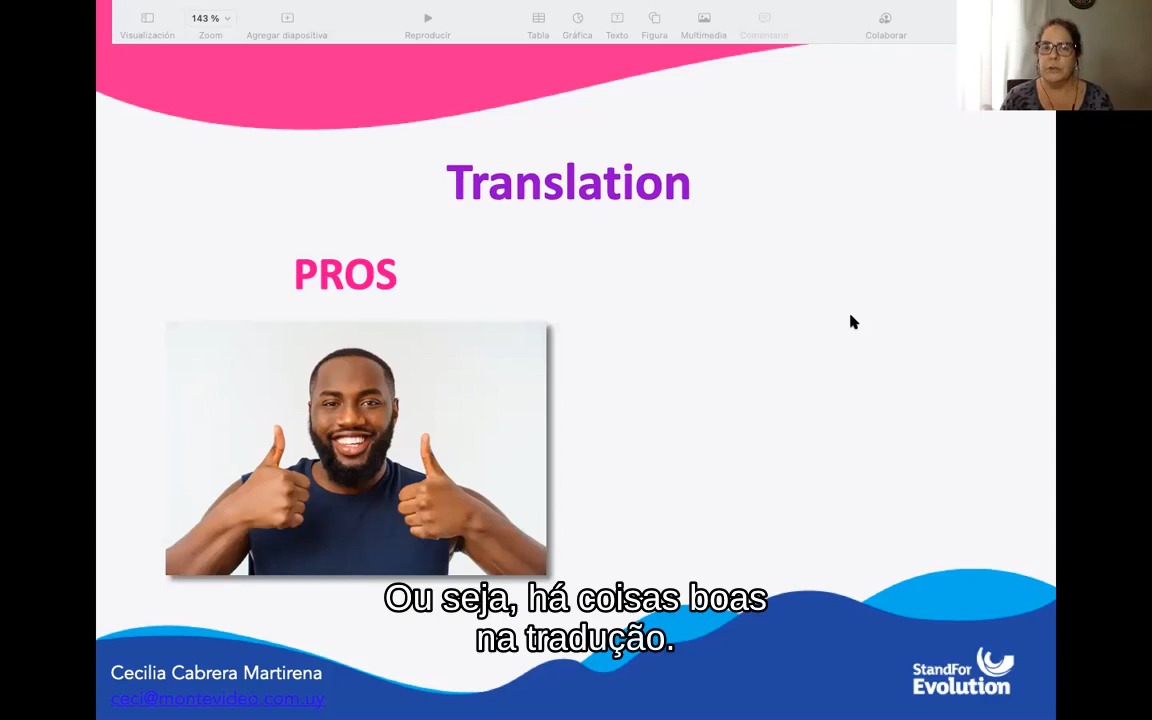 143 %
Visualización Zoom Agregar diapositiva Reproducir Tabla Gráfica Texto Figura Multimedia Comentario Colaborar
Translation
PROS
Ou seja, há coisas boas
na tradução.
Cecilia Cabrera Martirena
ceci@montevideo.com.uy
StandFor
Evolution